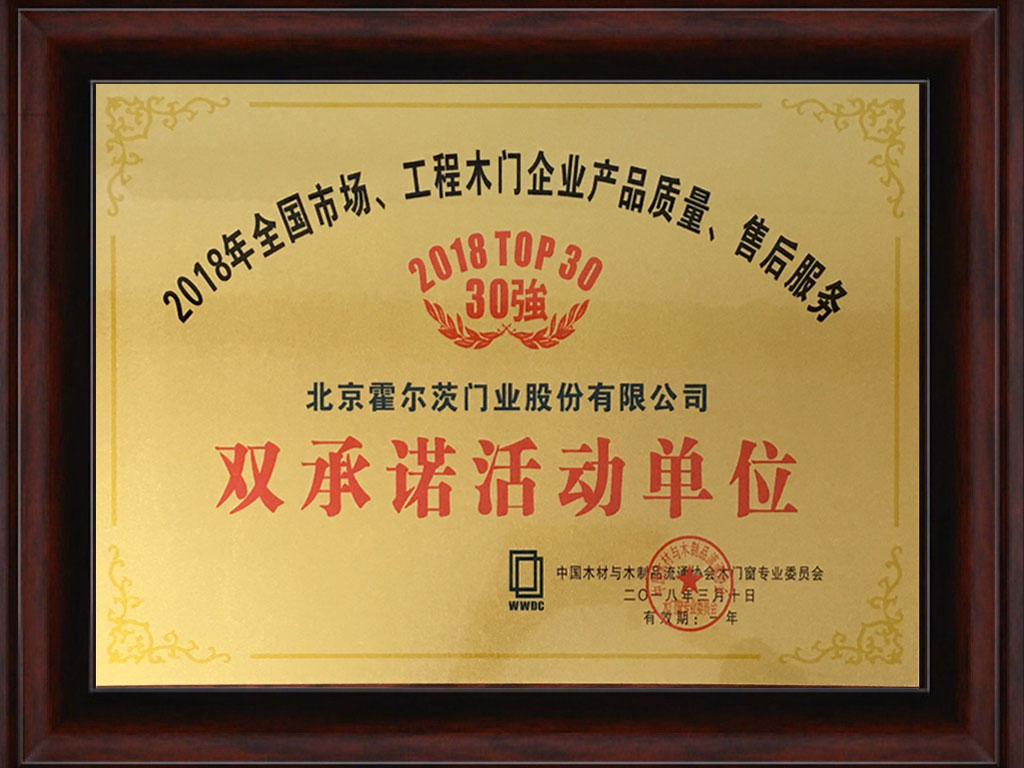 2018年全国市场、工程木门企业产品质量、售后服务
2018 TOP 30
30強
北京霍尔茨门业股份有限公司
双承诺活动单位
WWDC
中国木材与木制品流通协会木门窗专业委员会
二〇一八年三月十日
有效期：一年